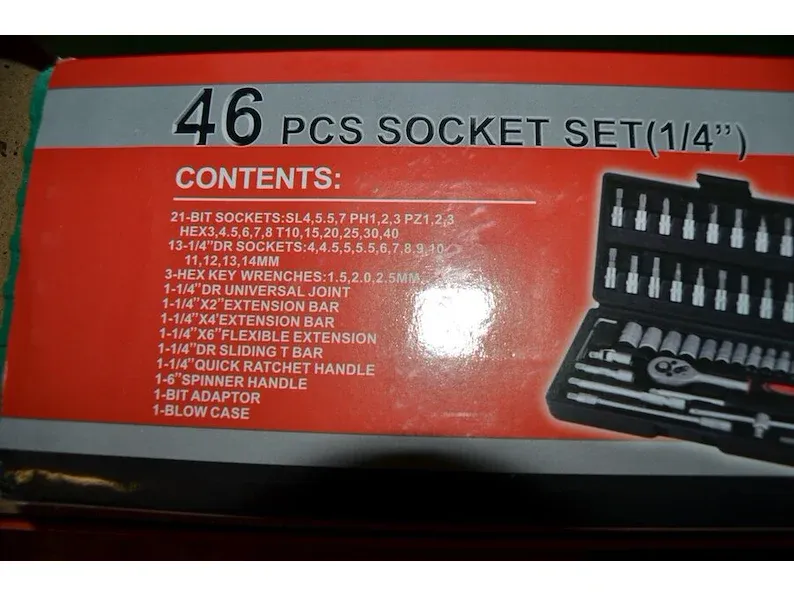 46 PCS SOCKET SET(1/4")
CONTENTS:
21-BIT SOCKETS:SL4,5.5,7 PH1,2,3 PZ1,2,3
HEX3,4.5,6,7,8 T10,15,20,25,30,40
13-1/4"DR SOCKETS:4,4.5,5,5.5,6,7,8,9,10
11,12,13,14MM
3-HEX KEY WRENCHES:1.5,2.0,2.5MM
1-1/4"DR UNIVERSAL JOINT
1-1/4"X2"EXTENSION BAR
1-1/4"X4'EXTENSION BAR
1-1/4"X6"FLEXIBLE EXTENSION
1-1/4"DR SLIDING T BAR
1-1/4"QUICK RATCHET HANDLE
1-6"SPINNER HANDLE
1-BIT ADAPTOR
1-BLOW CASE